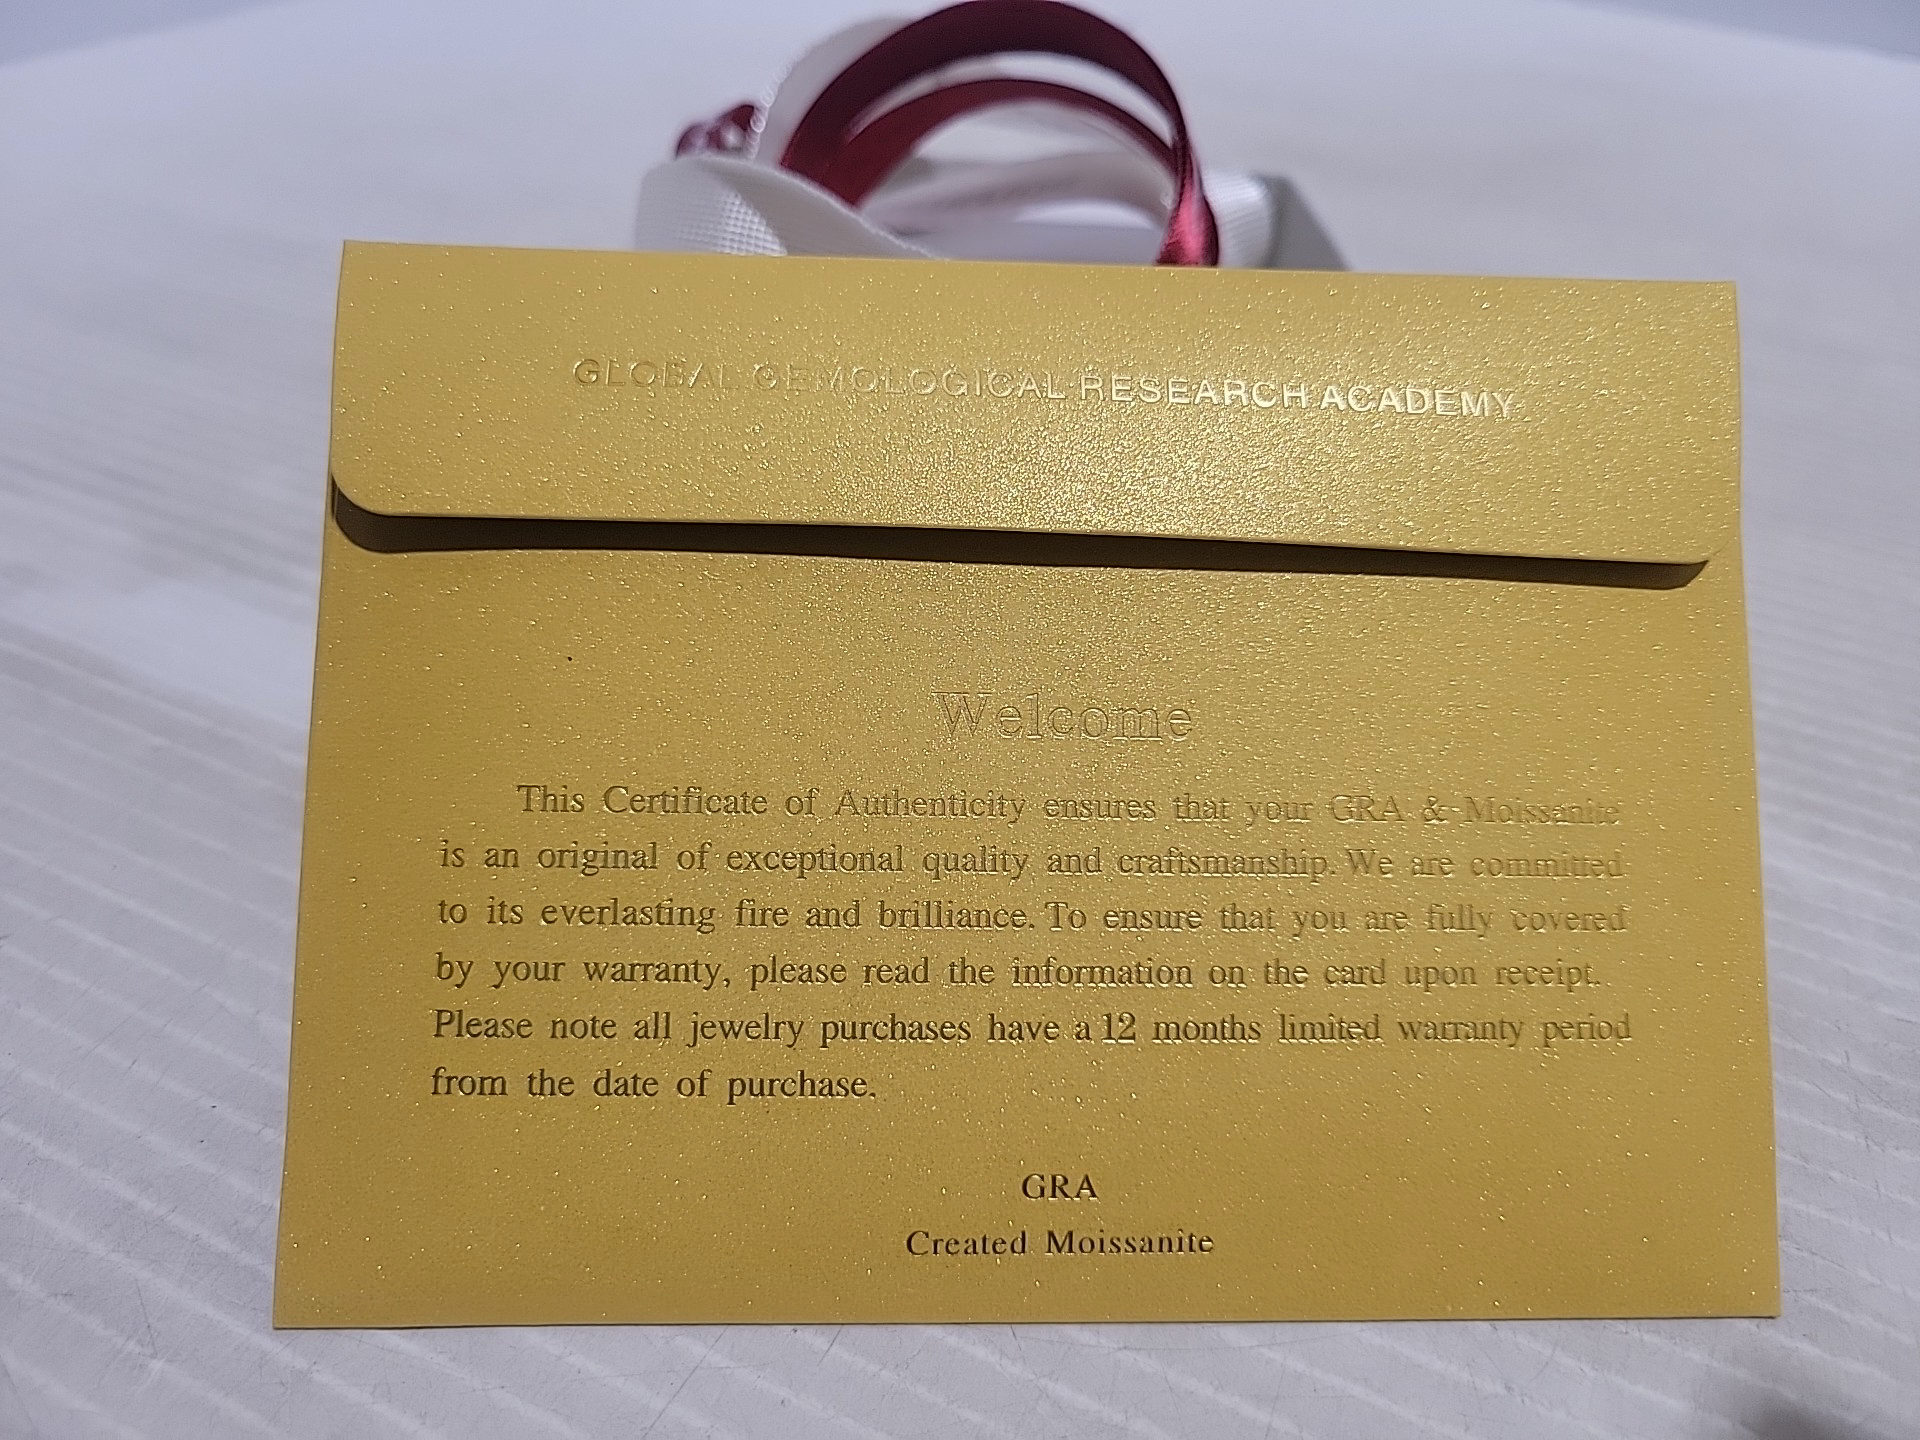 GLOBAL GEMOLOGICAL RESEARCH ACADEMY
Welcome
This Certificate of Authenticity ensures that your GRA & Moissanite
is an original of exceptional quality and craftsmanship. We are committed
to its everlasting fire and brilliance. To ensure that you are fully covered
by your warranty, please read the information on the card upon receipt.
Please note all jewelry purchases have a 12 months limited warranty period
from the date of purchase.
GRA
Created Moissanite